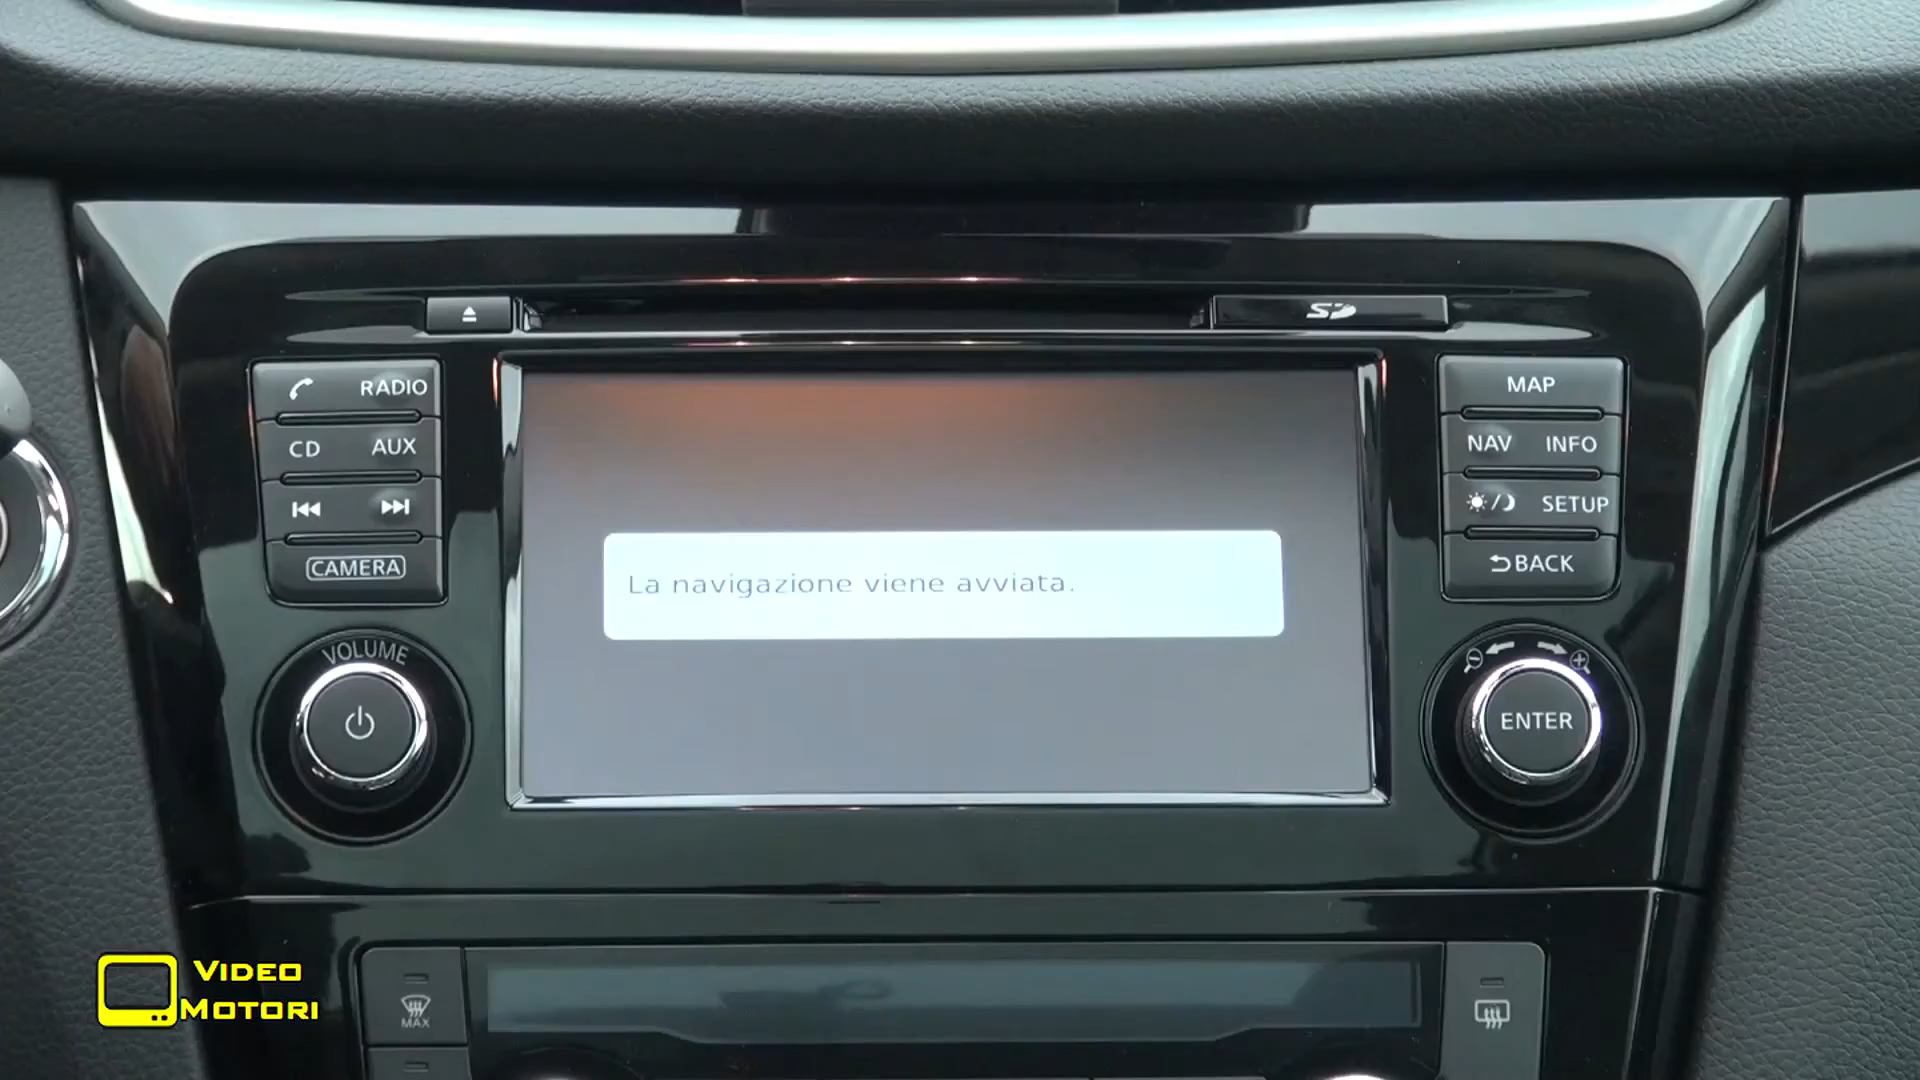 SD
RADIO
CD AUX
CAMERA
VOLUME
La navigazione viene avviata.
MAP
NAV INFO
/ SETUP
BACK
ENTER
MAX
VIDEO
MOTORI